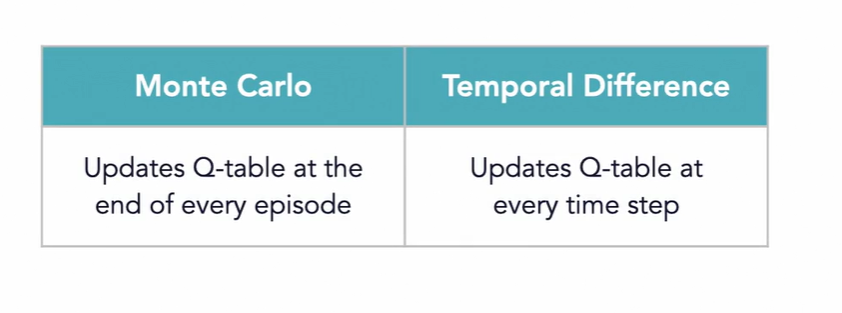 Monte Carlo
Temporal Difference
Updates Q-table at the
end of every episode
Updates Q-table at
every time step